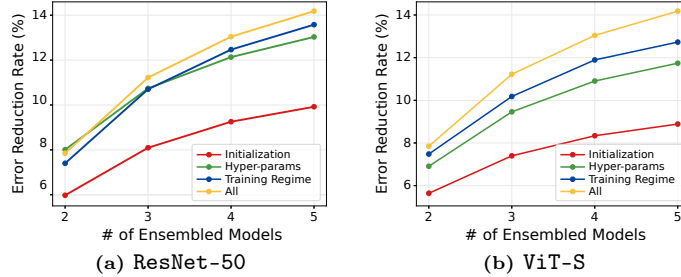 14
12
10
8
6
Error Reduction Rate (%)
Initialization
Hyper-params
Training Regime
All
2
3
4
5
# of Ensembled Models
(a) ResNet-50
14
12
10
8
6
Error Reduction Rate (%)
Initialization
Hyper-params
Training Regime
All
2
3
4
5
# of Ensembled Models
(b) ViT-S